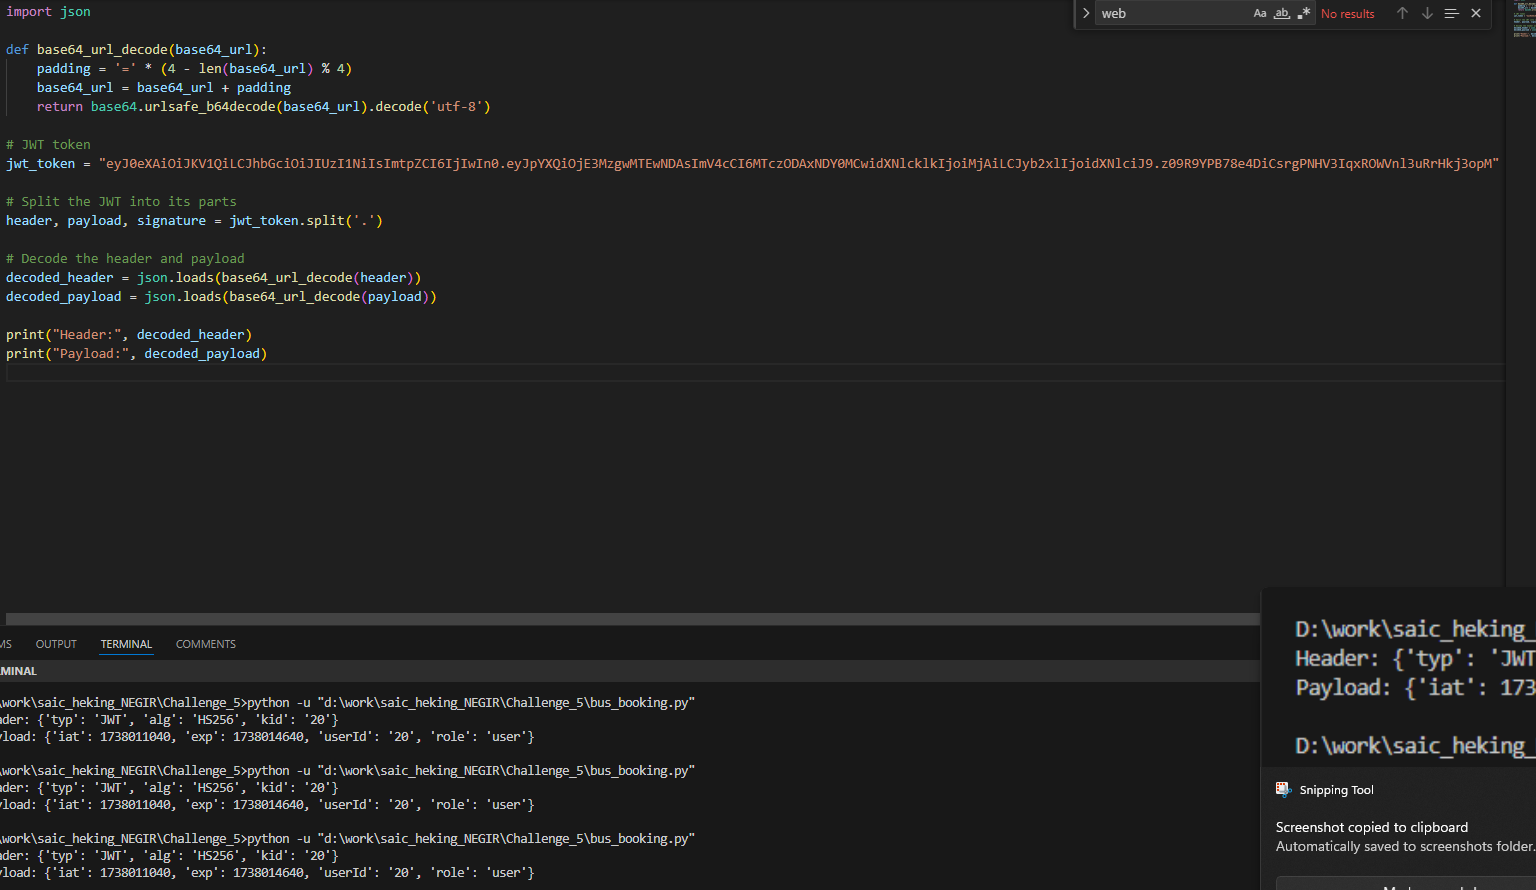 import json
web
Aa
ab
.*
No results
def base64_url_decode(base64_url):
padding = '=' * (4 - len(base64_url) % 4)
base64_url = base64_url + padding
return base64.urlsafe_b64decode(base64_url).decode('utf-8')
# JWT token
jwt_token = "eyJ0eXAiOiJKV1QiLCJhbGciOiJIUzI1NiIsImtpZCI6IjIwIn0.eyJpYXQiOjE3MzgwMTEwNDAsImV4cCI6MTczODAxNDY0MCwidXNlcklkIjoiMjAiLCJyb2xlIjoidXNlciJ9.z09R9YPB78e4DiCsrgPNHV3IqxROWVnl3uRrHkj3opM"
# Split the JWT into its parts
header, payload, signature = jwt_token.split('.')
# Decode the header and payload
decoded_header = json.loads(base64_url_decode(header))
decoded_payload = json.loads(base64_url_decode(payload))
print("Header:", decoded_header)
print("Payload:", decoded_payload)
MS OUTPUT TERMINAL COMMENTS
RMINAL
\work\saic_heking_NEGIR\Challenge_5>python -u "d:\work\saic_heking_NEGIR\Challenge_5\bus_booking.py"
ader: {'typ': 'JWT', 'alg': 'HS256', 'kid': '20'}
yload: {'iat': 1738011040, 'exp': 1738014640, 'userId': '20', 'role': 'user'}
\work\saic_heking_NEGIR\Challenge_5>python -u "d:\work\saic_heking_NEGIR\Challenge_5\bus_booking.py"
ader: {'typ': 'JWT', 'alg': 'HS256', 'kid': '20'}
yload: {'iat': 1738011040, 'exp': 1738014640, 'userId': '20', 'role': 'user'}
\work\saic_heking_NEGIR\Challenge_5>python -u "d:\work\saic_heking_NEGIR\Challenge_5\bus_booking.py"
ader: {'typ': 'JWT', 'alg': 'HS256', 'kid': '20'}
yload: {'iat': 1738011040, 'exp': 1738014640, 'userId': '20', 'role': 'user'}
D:\work\saic_heking_
Header: {'typ': 'JWT
Payload: {'iat': 173
D:\work\saic_heking_
Snipping Tool
Screenshot copied to clipboard
Automatically saved to screenshots folder.